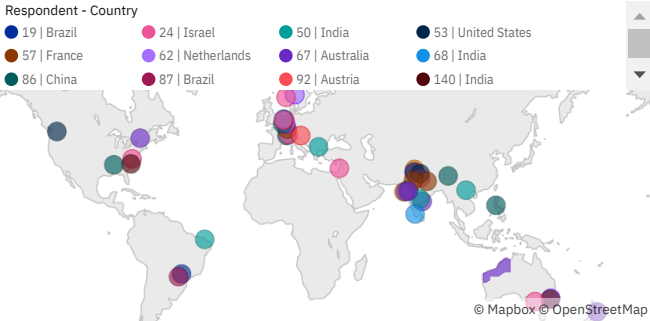 Respondent - Country
19 | Brazil 24 | Israel 50 | India 53 | United States
57 | France 62 | Netherlands 67 | Australia 68 | India
86 | China 87 | Brazil 92 | Austria 140 | India
© Mapbox © OpenStreetMap